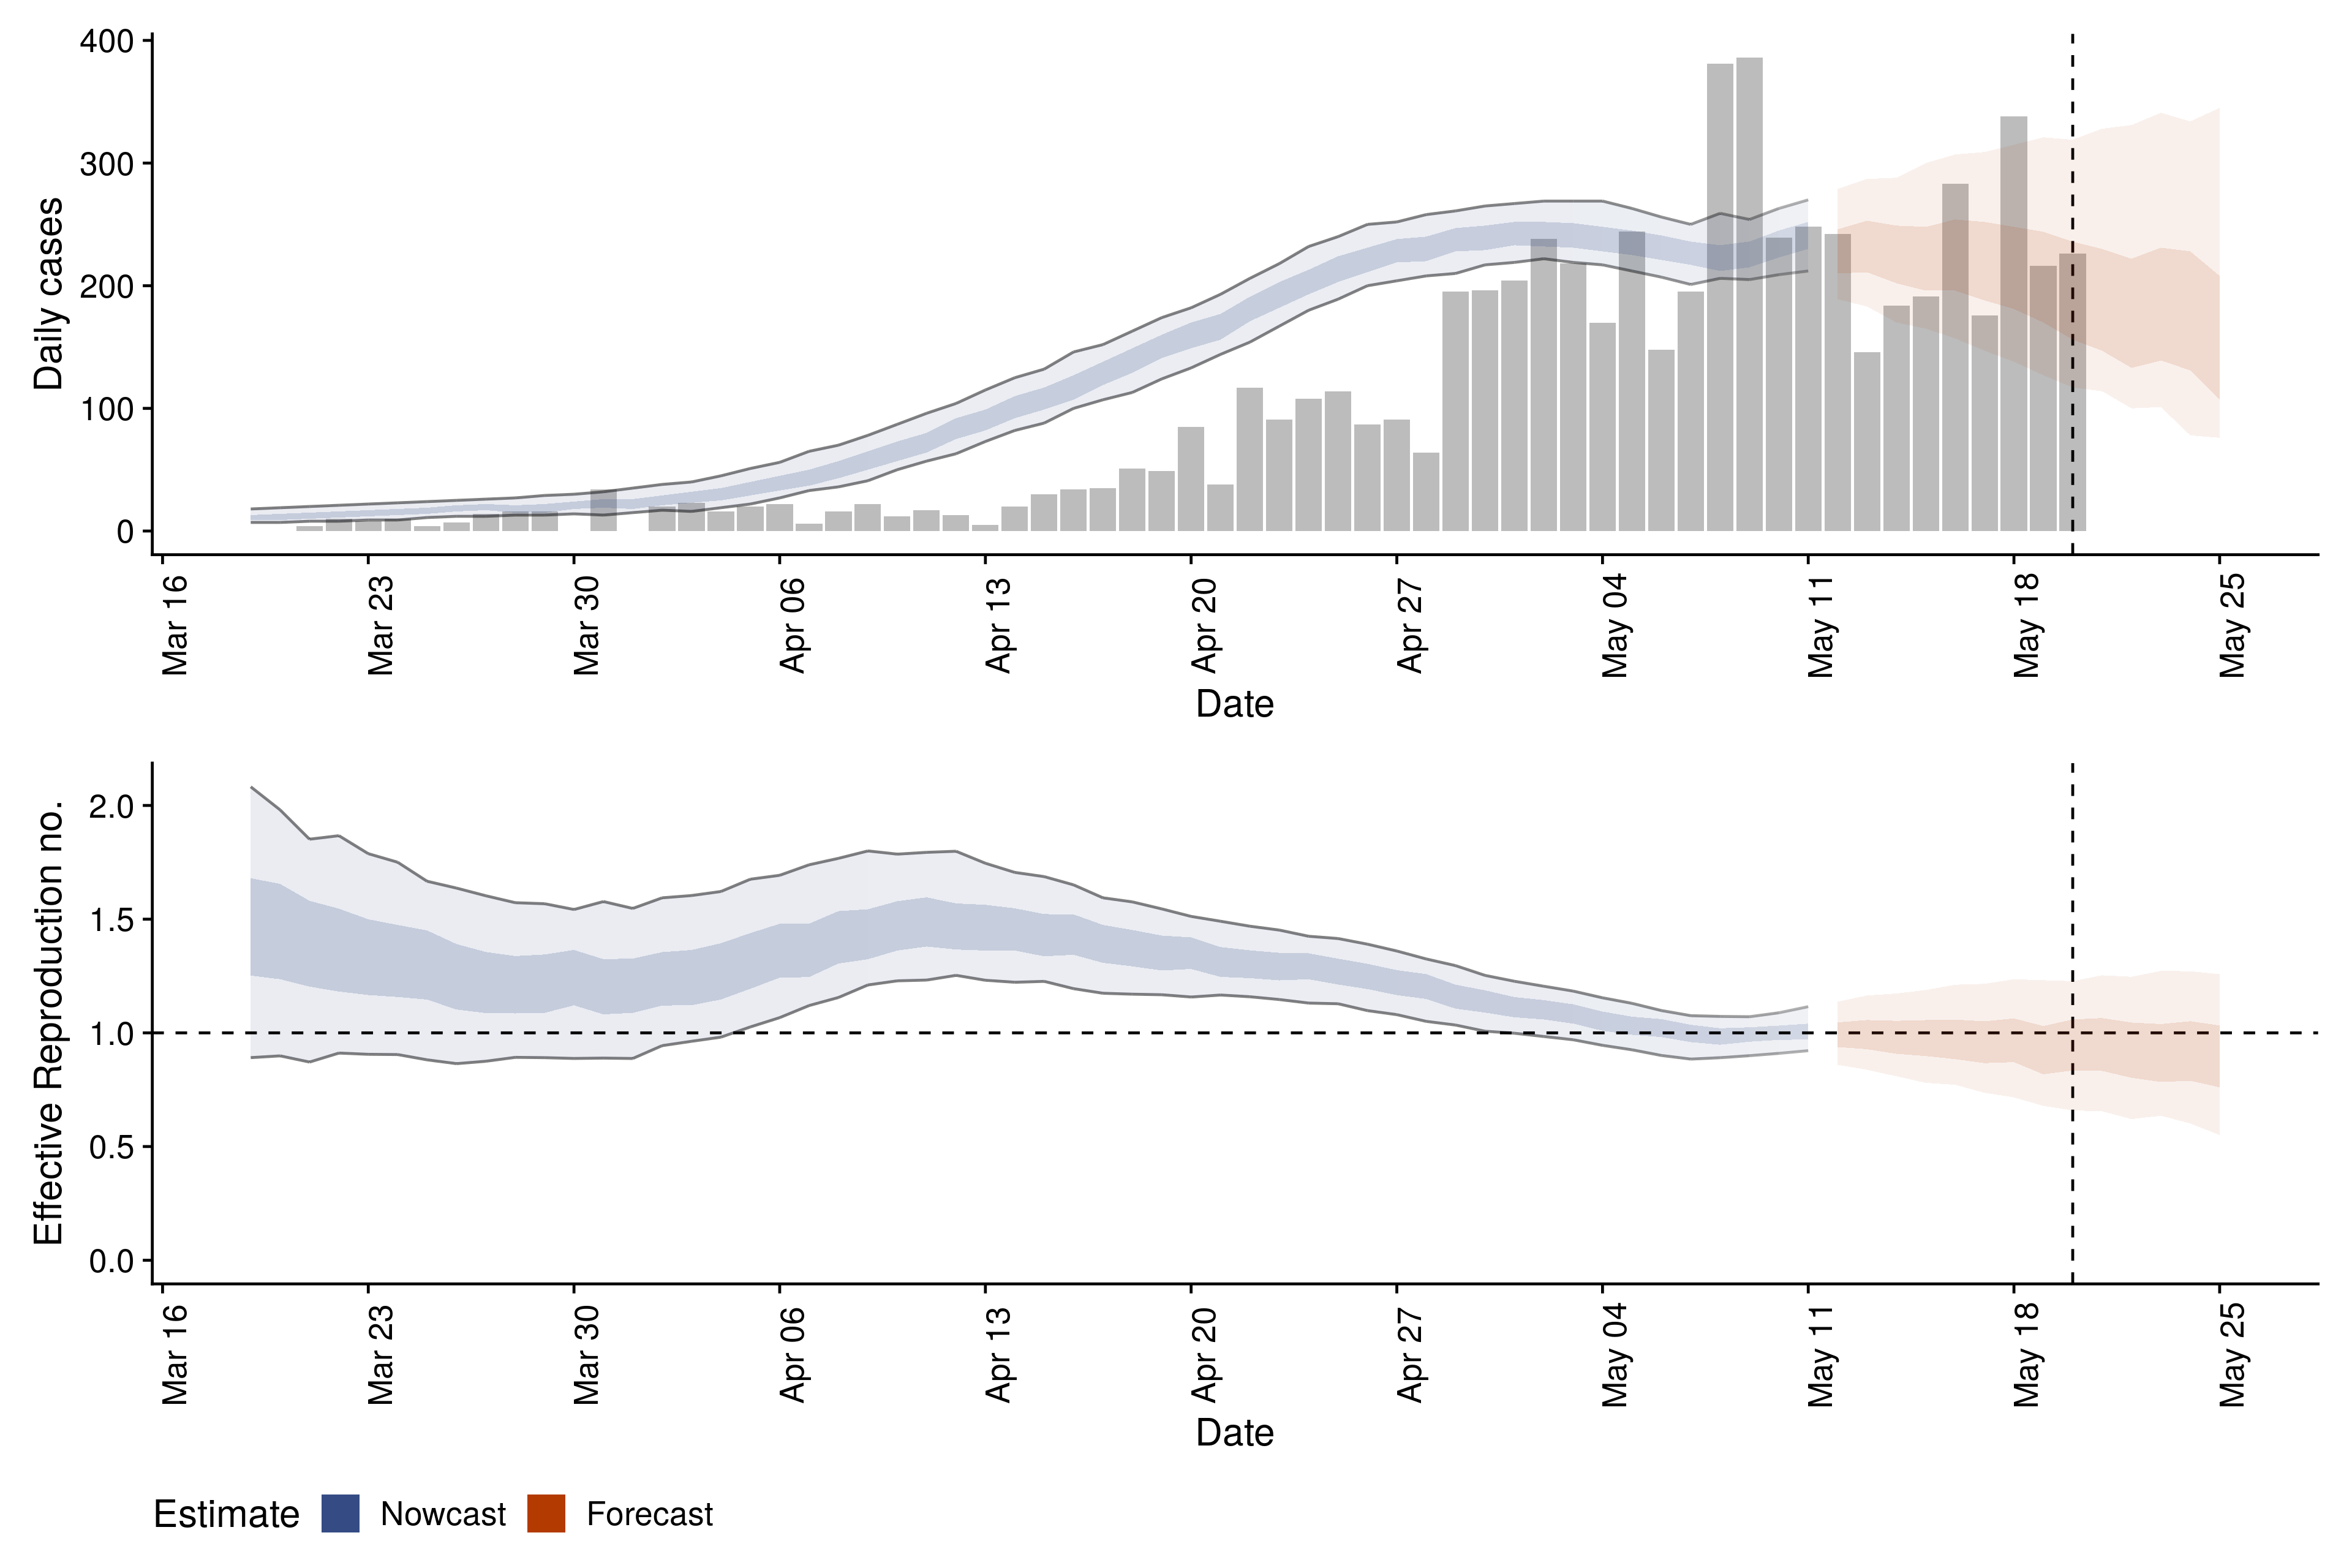 400
300
200
100
0
Daily cases
Mar 16
Mar 23
Mar 30
Apr 06
Apr 13
Apr 20
Apr 27
May 04
May 11
May 18
May 25
Date
2.0
1.5
1.0
0.5
0.0
Effective Reproduction no.
Mar 16
Mar 23
Mar 30
Apr 06
Apr 13
Apr 20
Apr 27
May 04
May 11
May 18
May 25
Date
Estimate Nowcast Forecast